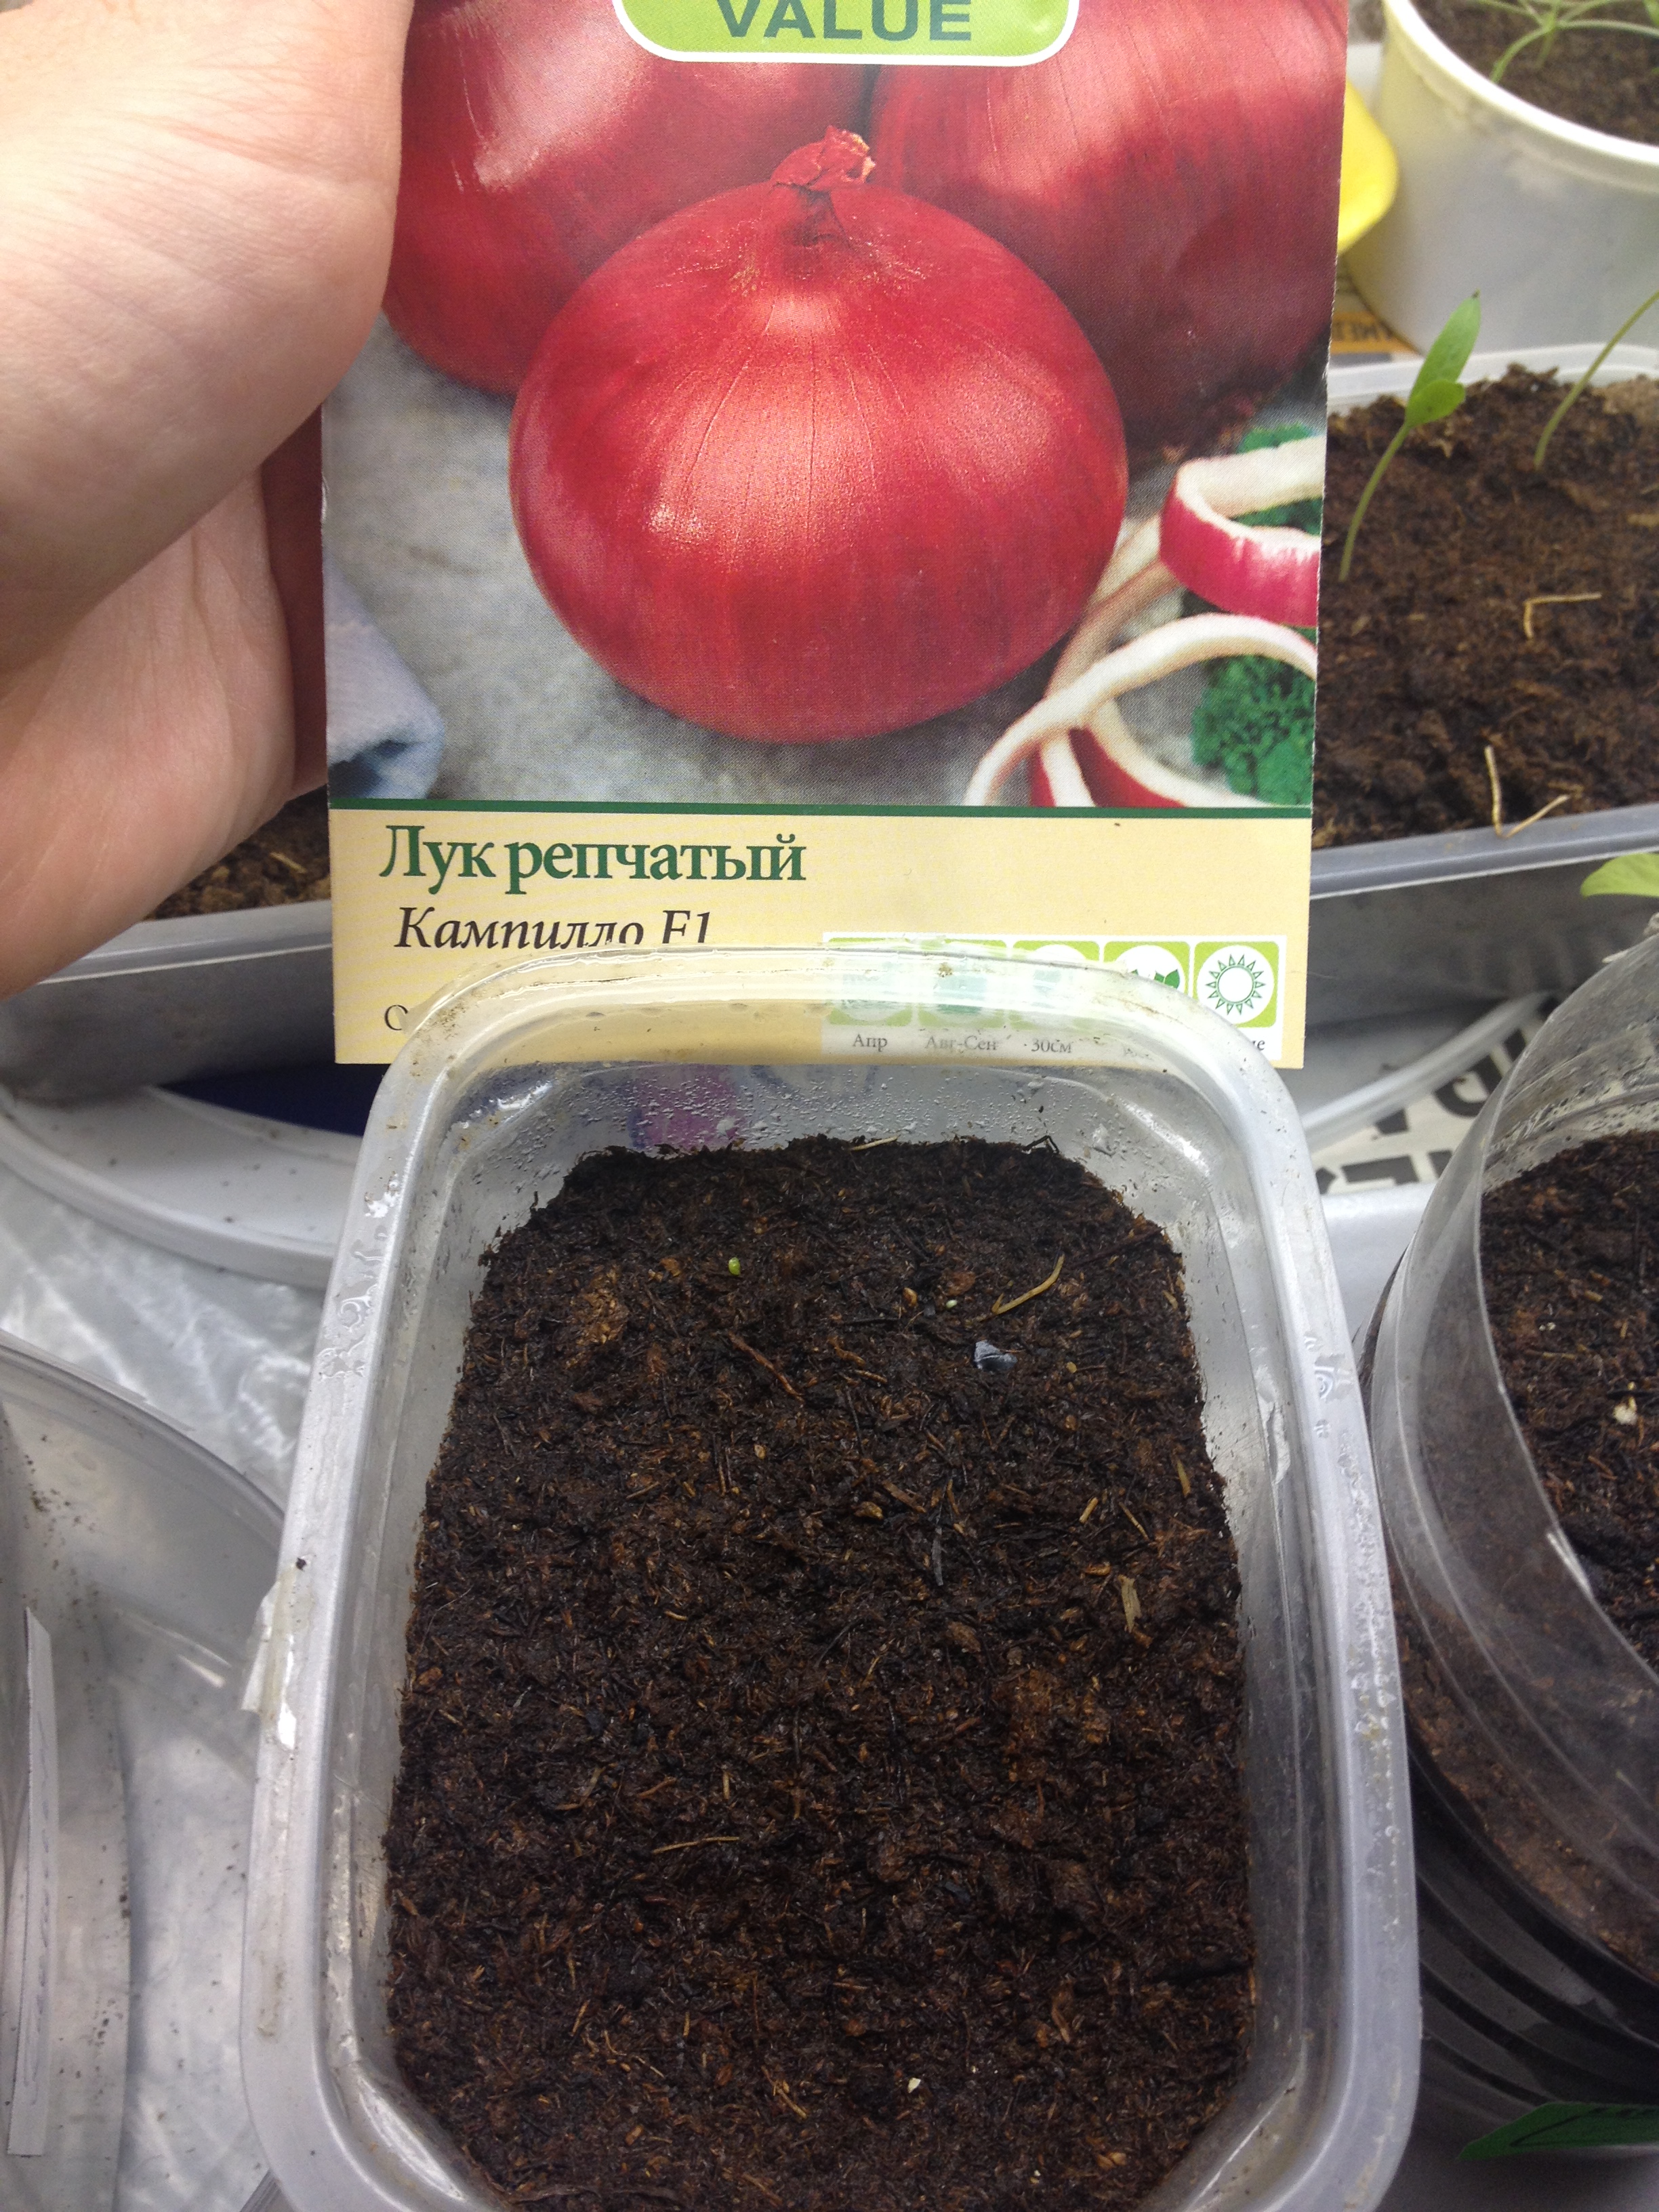 VALUE
Лук репчатый
Кампилло F1
Апр Авг-Сен 30см